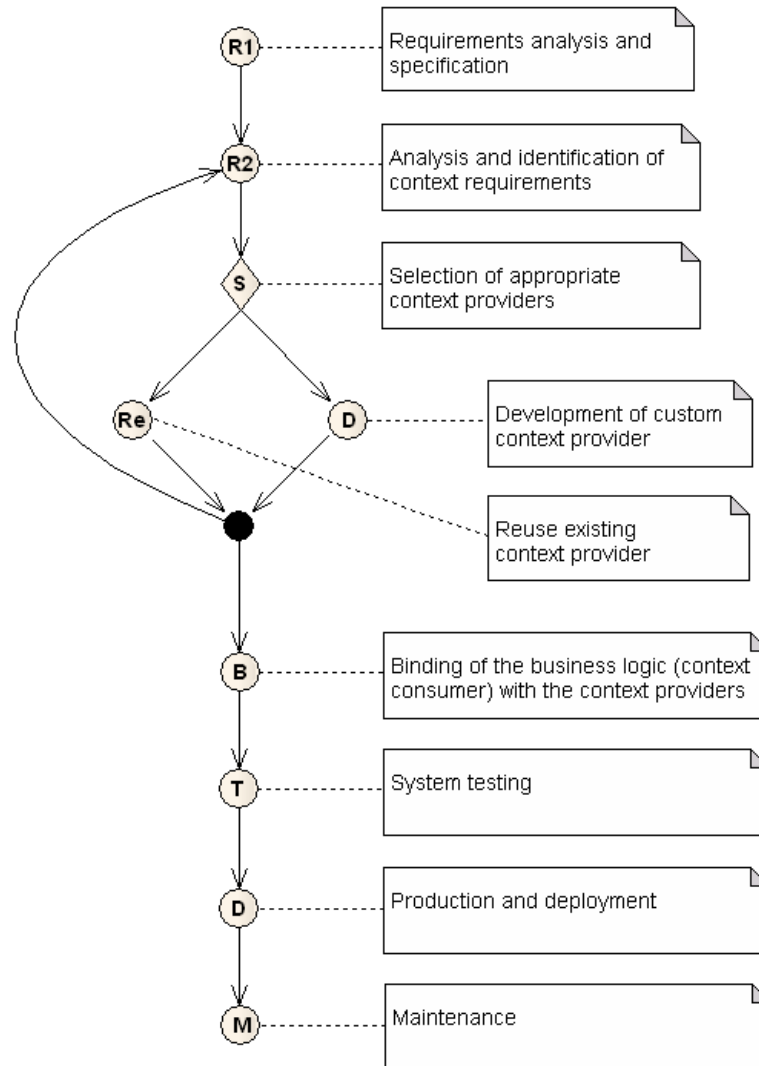 R1
Requirements analysis and
specification
R2
Analysis and identification of
context requirements
S
Selection of appropriate
context providers
Re
D
Development of custom
context provider
Reuse existing
context provider
B
Binding of the business logic (context
consumer) with the context providers
T
System testing
D
Production and deployment
M
Maintenance